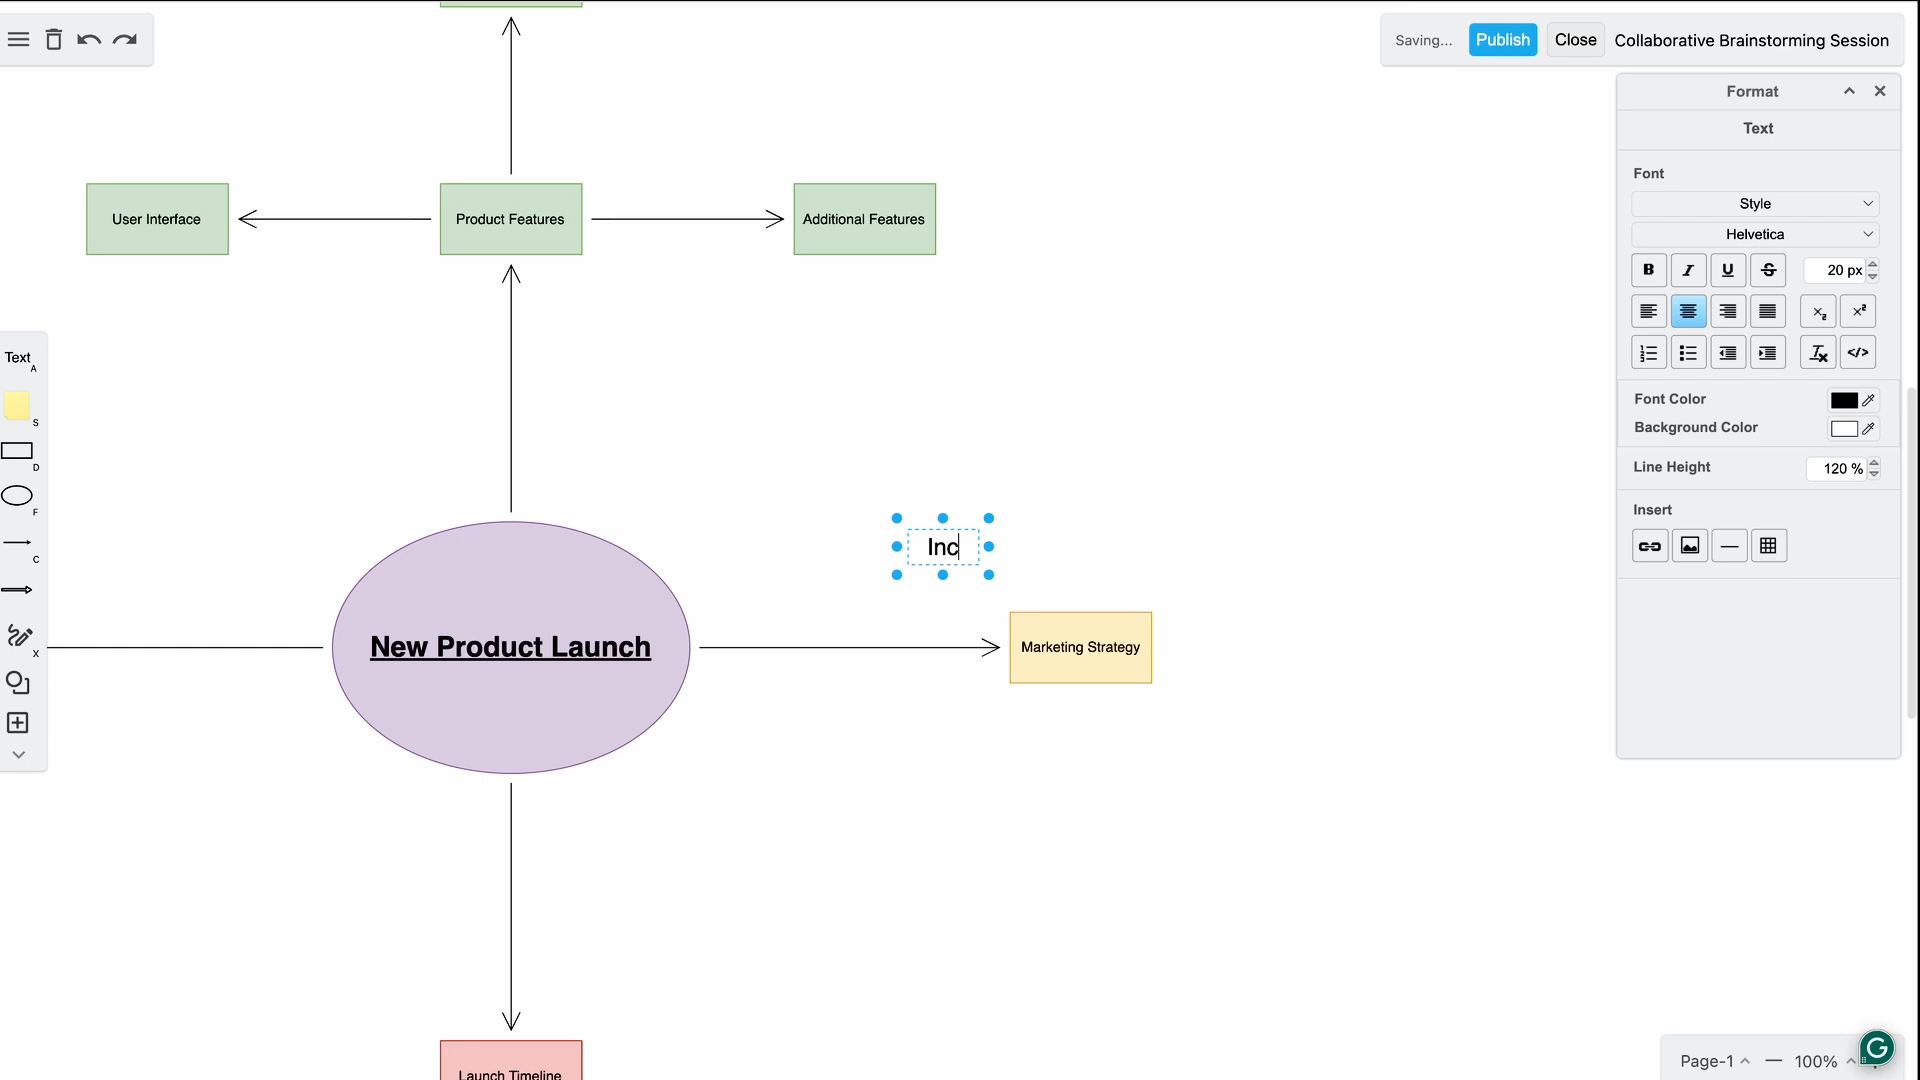 Saving...
Publish
Close
Collaborative Brainstorming Session
Format
Text
Font
Style
Helvetica
B I U S
20 px
x₂ x²
</>
Font Color
Background Color
Line Height
120 %
Insert
User Interface
Product Features
Additional Features
Text
A
S
D
F
C
X
Inc
New Product Launch
Marketing Strategy
Launch Timeline
Page-1
100%
G